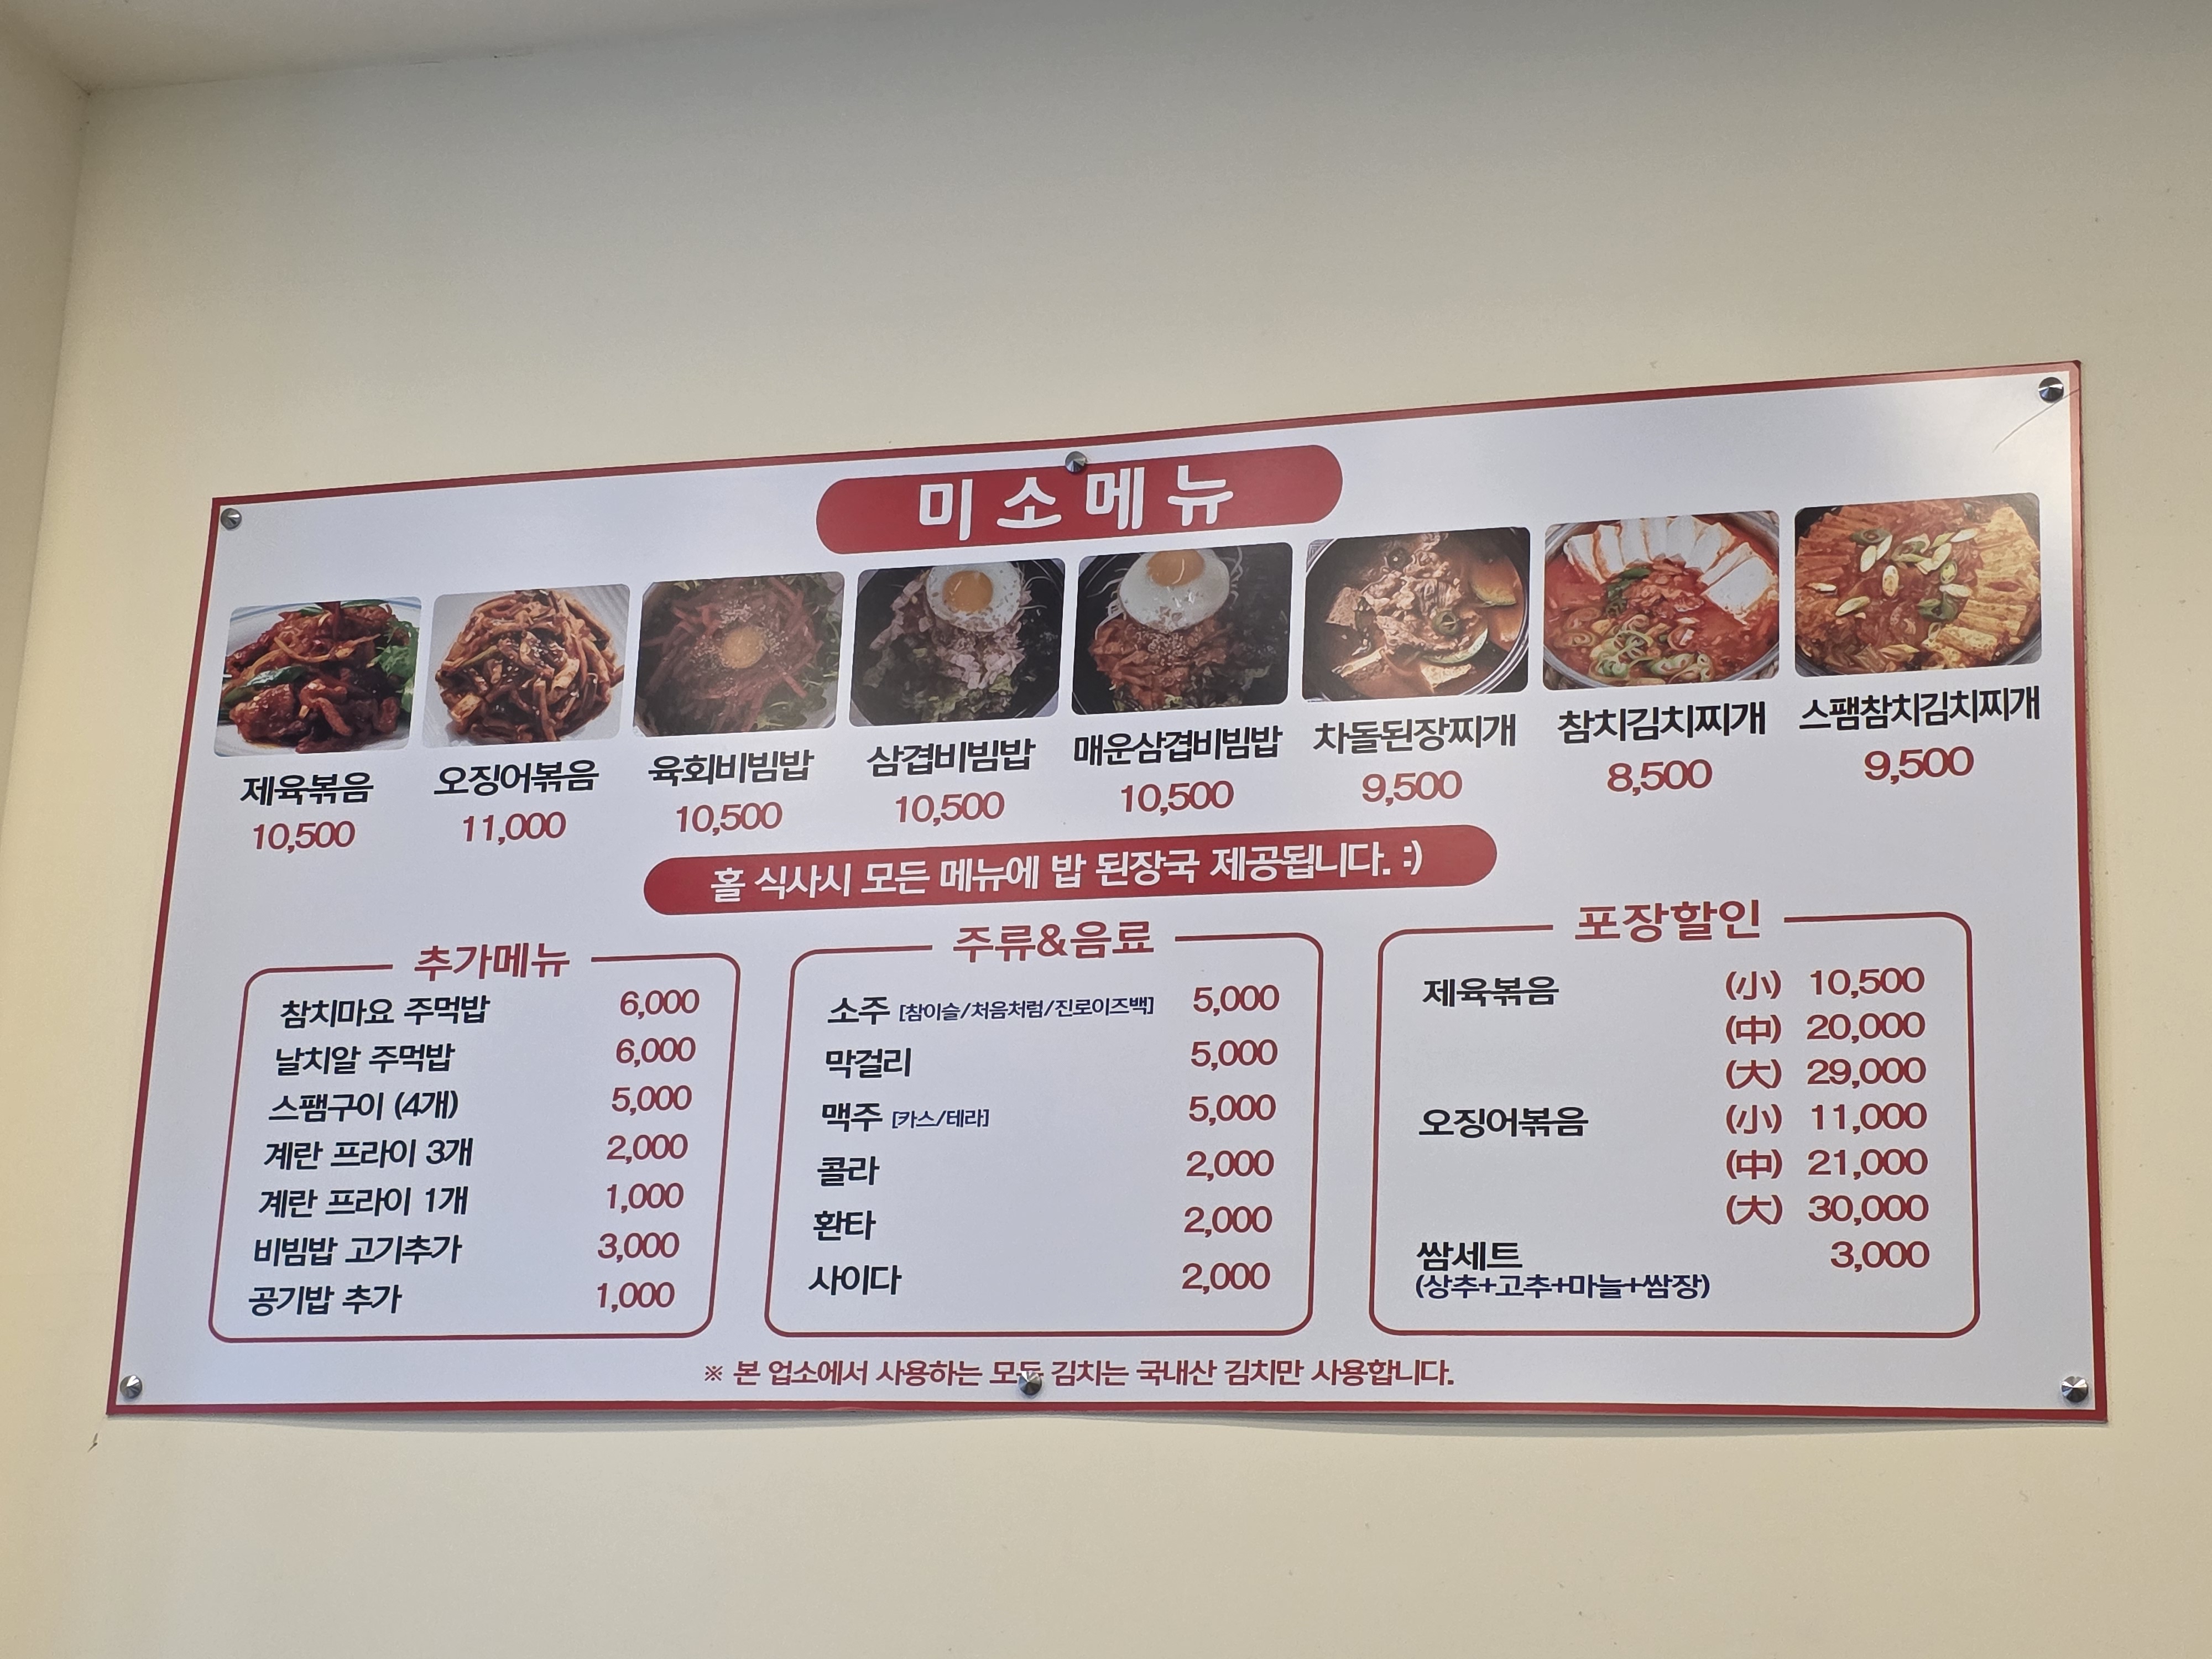 미소메뉴
제육볶음 오징어볶음 육회비빔밥 삼겹비빔밥 매운삼겹비빔밥 차돌된장찌개 참치김치찌개 스팸참치김치찌개
10,500 11,000 10,500 10,500 10,500 9,500 8,500 9,500
홀 식사시 모든 메뉴에 밥 된장국 제공됩니다. :)
추가메뉴
참치마요 주먹밥 6,000
날치알 주먹밥 6,000
스팸구이 (4개) 5,000
계란 프라이 3개 2,000
계란 프라이 1개 1,000
비빔밥 고기추가 3,000
공기밥 추가 1,000
주류&음료
소주 [참이슬/처음처럼/진로이즈백] 5,000
막걸리 5,000
맥주 [카스/테라] 5,000
콜라 2,000
환타 2,000
사이다 2,000
포장할인
제육볶음 (小) 10,500
(中) 20,000
(大) 29,000
오징어볶음 (小) 11,000
(中) 21,000
(大) 30,000
쌈세트 3,000
(상추+고추+마늘+쌈장)
※ 본 업소에서 사용하는 모든 김치는 국내산 김치만 사용합니다.